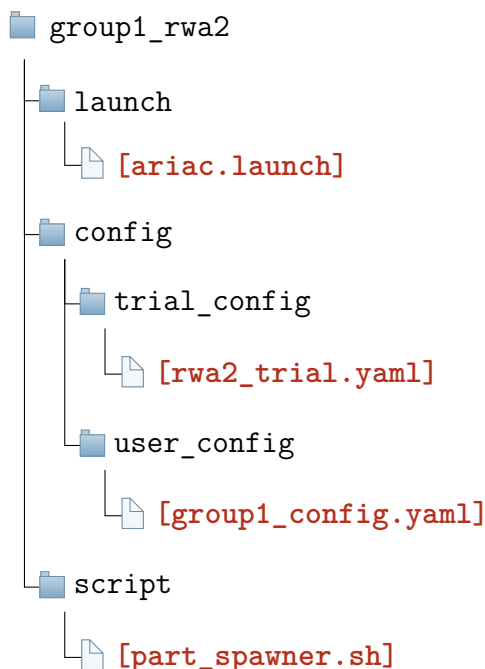 group1_rwa2
launch
[ariac.launch]
config
trial_config
[rwa2_trial.yaml]
user_config
[group1_config.yaml]
script
[part_spawner.sh]